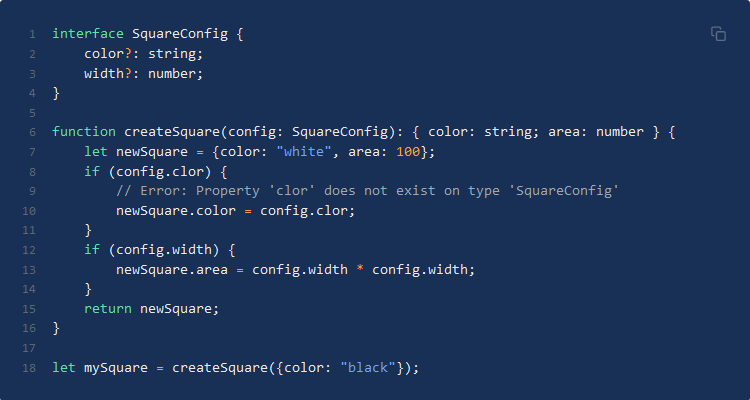 1 interface SquareConfig {
2     color?: string;
3     width?: number;
4 }
5
6 function createSquare(config: SquareConfig): { color: string; area: number } {
7     let newSquare = {color: "white", area: 100};
8     if (config.clor) {
9         // Error: Property 'clor' does not exist on type 'SquareConfig'
10         newSquare.color = config.clor;
11     }
12     if (config.width) {
13         newSquare.area = config.width * config.width;
14     }
15     return newSquare;
16 }
17
18 let mySquare = createSquare({color: "black"});